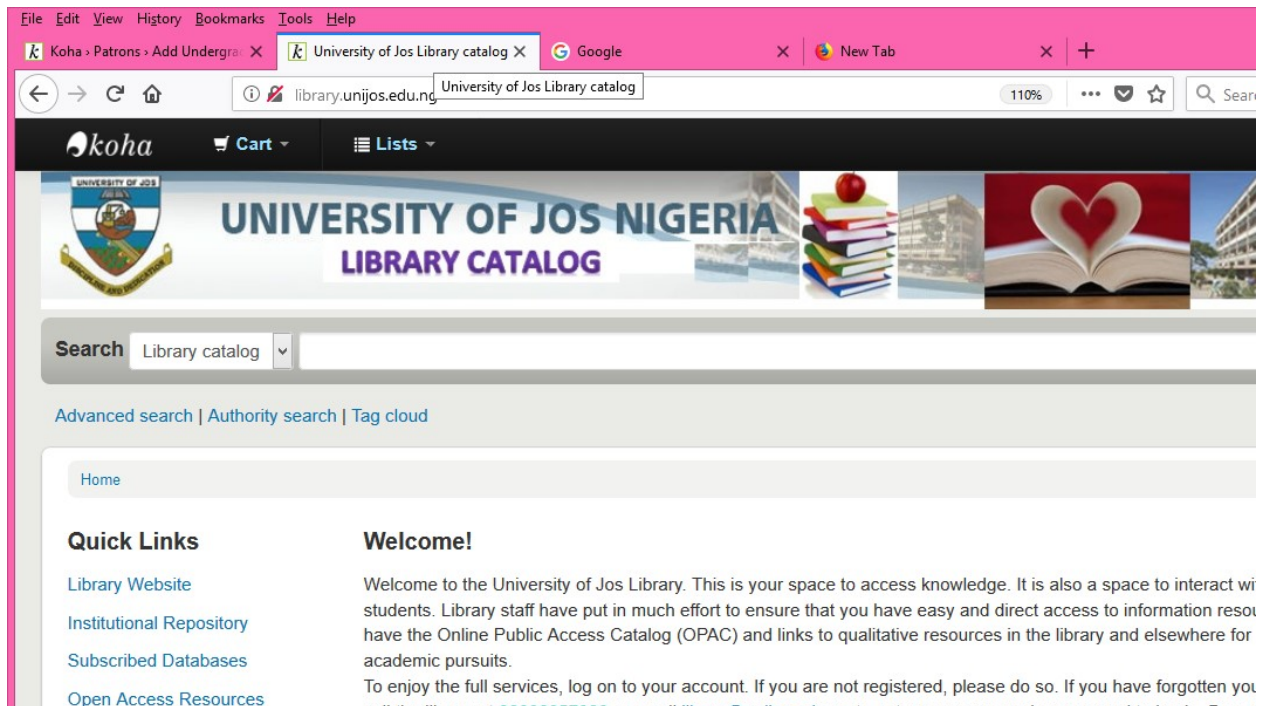 File Edit View History Bookmarks Tools Help
Koha › Patrons › Add Undergra
University of Jos Library catalog
Google
New Tab
library.unijos.edu.ng
University of Jos Library catalog
110%
Sear
koha Cart Lists
UNIVERSITY OF JOS
DISCIPLINE AND DEDICATION
UNIVERSITY OF JOS NIGERIA
LIBRARY CATALOG
Search Library catalog
Advanced search | Authority search | Tag cloud
Home
Quick Links
Library Website
Institutional Repository
Subscribed Databases
Open Access Resources
Welcome!
Welcome to the University of Jos Library. This is your space to access knowledge. It is also a space to interact wi
students. Library staff have put in much effort to ensure that you have easy and direct access to information resou
have the Online Public Access Catalog (OPAC) and links to qualitative resources in the library and elsewhere for
academic pursuits.
To enjoy the full services, log on to your account. If you are not registered, please do so. If you have forgotten you